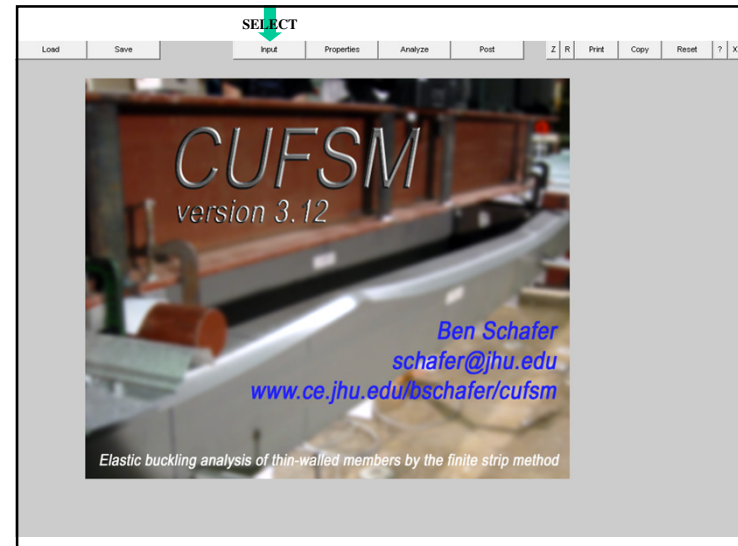 SELECT
Load Save Input Properties Analyze Post Z R Print Copy Reset ? X
CUFSM
version 3.12
Ben Schafer
schafer@jhu.edu
www.ce.jhu.edu/bschafer/cufsm
Elastic buckling analysis of thin-walled members by the finite strip method